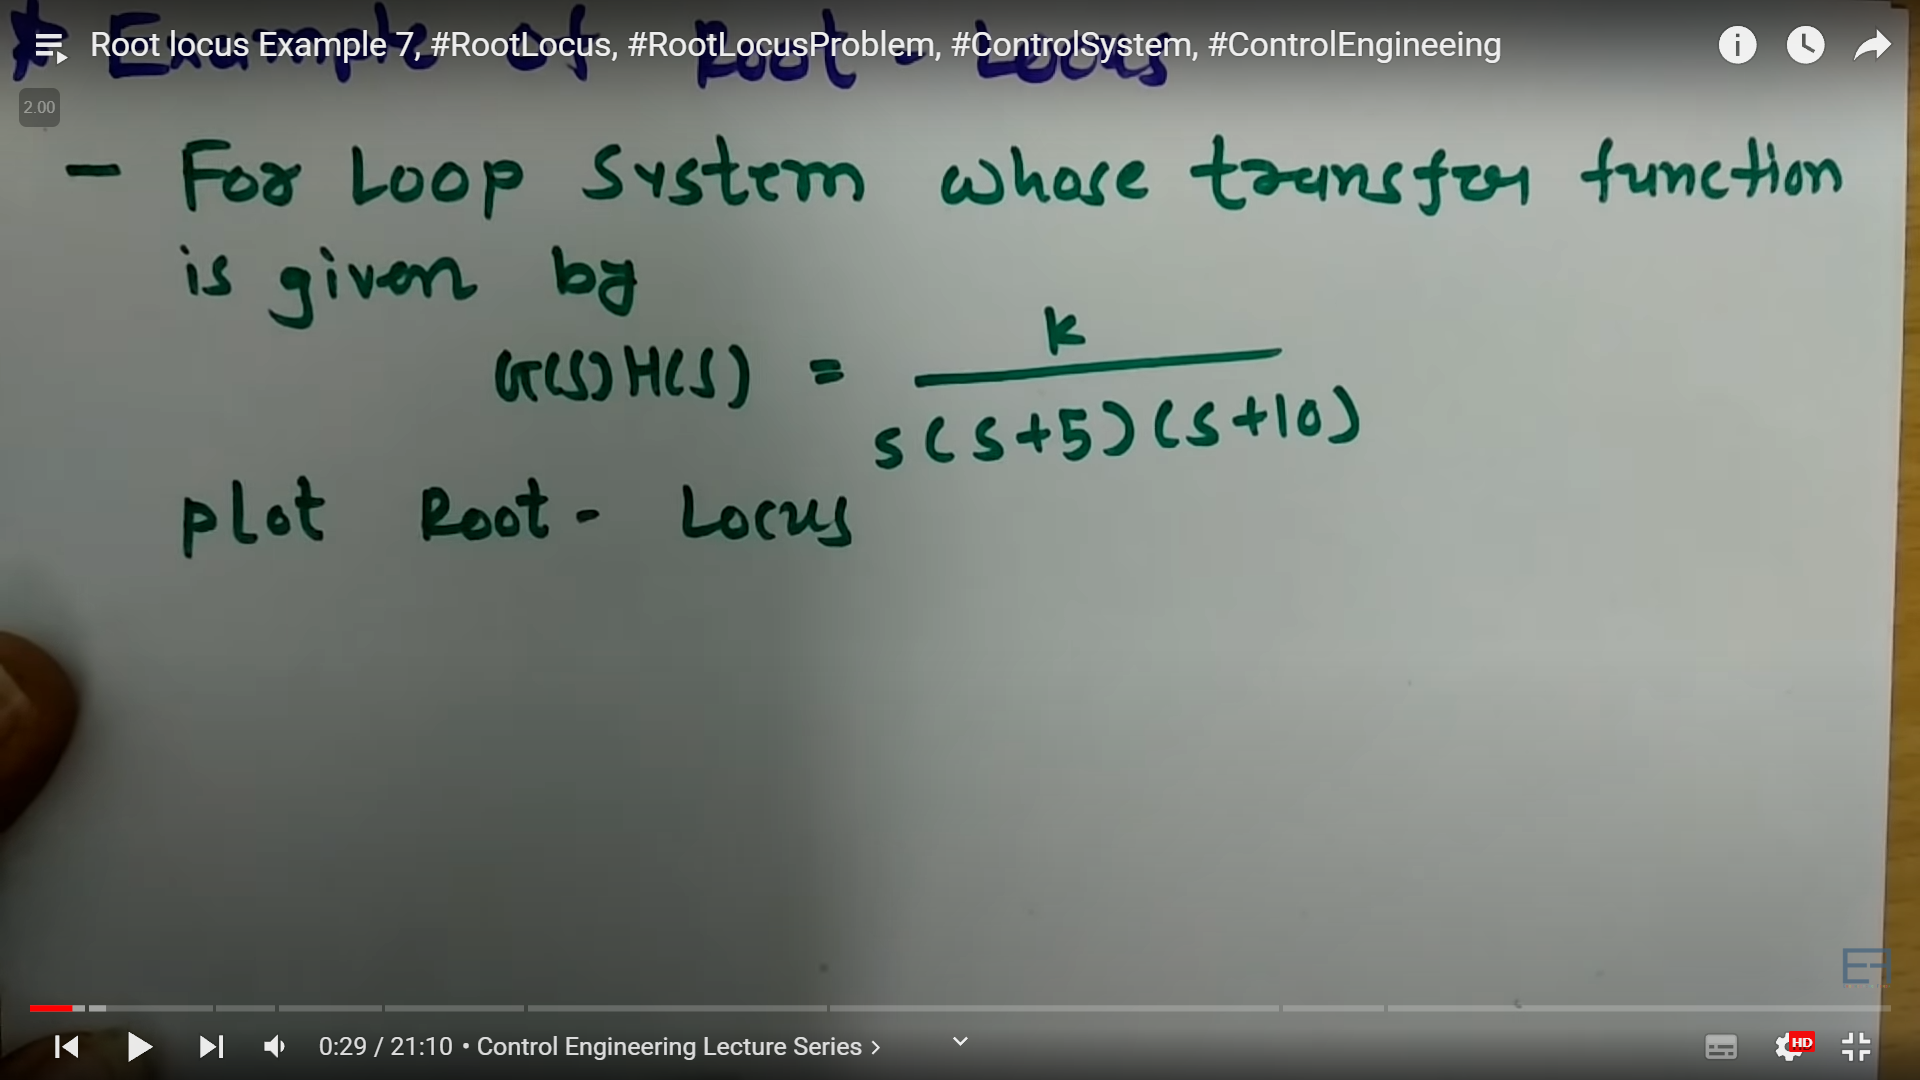 * Example of Root - Locus
Root locus Example 7, #RootLocus, #RootLocusProblem, #ControlSystem, #ControlEngineeing
2.00
- For Loop System whose transfer function
is given by
G(S)H(S) = K / S(S+5)(S+10)
plot Root - Locus
0:29 / 21:10 • Control Engineering Lecture Series >
HD